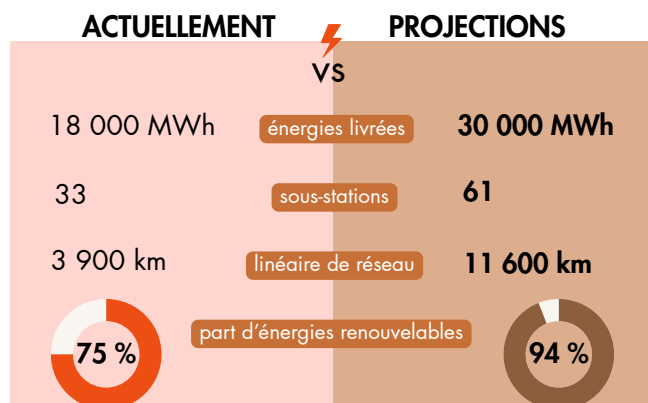 ACTUELLEMENT PROJECTIONS
VS
18 000 MWh énergies livrées 30 000 MWh
33 sous-stations 61
3 900 km linéaire de réseau 11 600 km
part d'énergies renouvelables
75 % 94 %